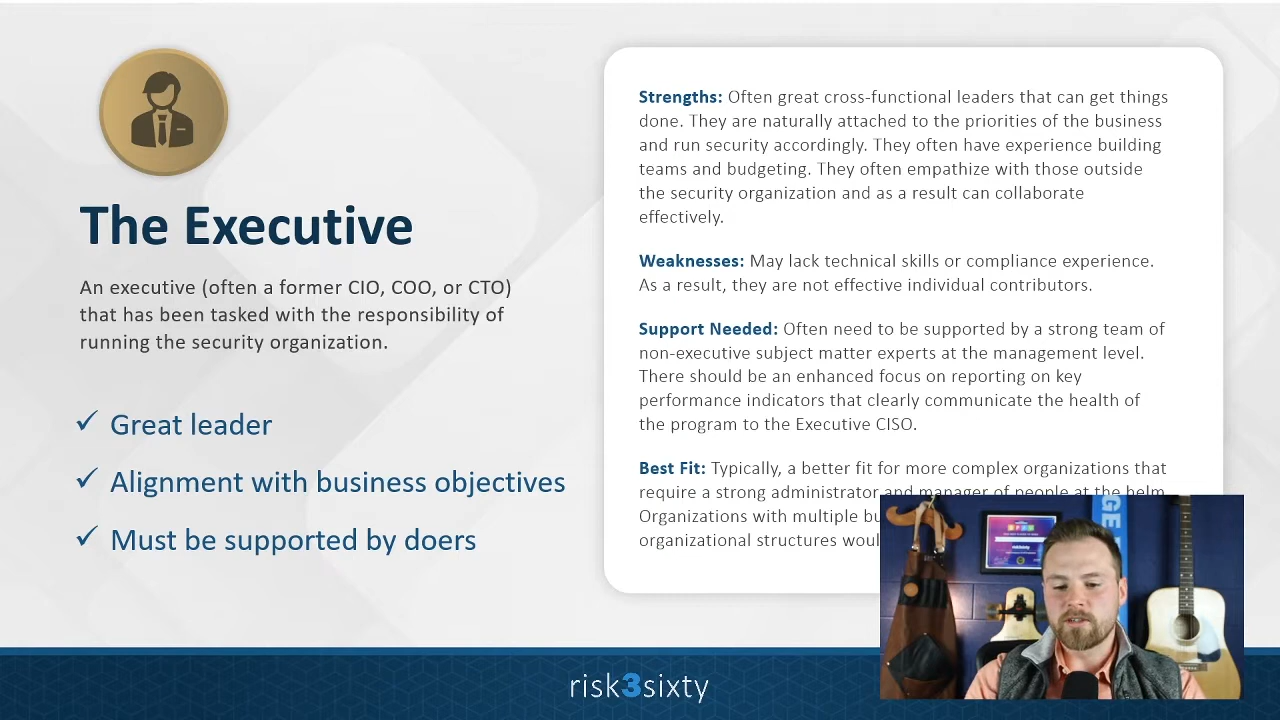 The Executive
An executive (often a former CIO, COO, or CTO)
that has been tasked with the responsibility of
running the security organization.
✓ Great leader
✓ Alignment with business objectives
✓ Must be supported by doers
Strengths: Often great cross-functional leaders that can get things
done. They are naturally attached to the priorities of the business
and run security accordingly. They often have experience building
teams and budgeting. They often empathize with those outside
the security organization and as a result can collaborate
effectively.
Weaknesses: May lack technical skills or compliance experience.
As a result, they are not effective individual contributors.
Support Needed: Often need to be supported by a strong team of
non-executive subject matter experts at the management level.
There should be an enhanced focus on reporting on key
performance indicators that clearly communicate the health of
the program to the Executive CISO.
Best Fit: Typically, a better fit for more complex organizations that
require a strong administrator and manager of people at the helm.
Organizations with multiple
organizational structures
risk3sixty